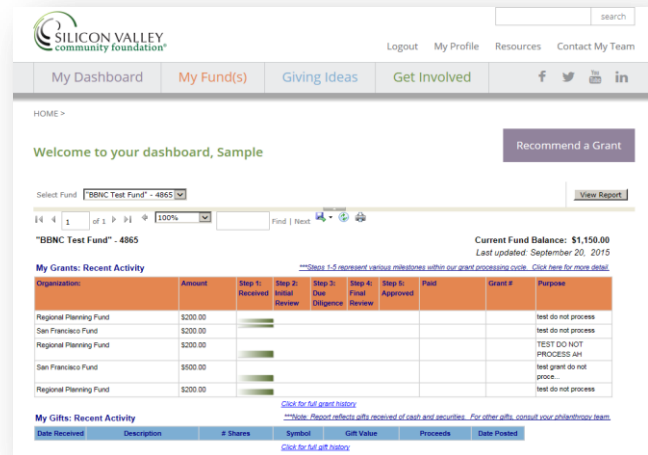 search
SILICON VALLEY
community foundation®
Logout My Profile Resources Contact My Team
My Dashboard My Fund(s) Giving Ideas Get Involved f You Tube in
HOME >
Recommend a Grant
Welcome to your dashboard, Sample
Select Fund "BBNC Test Fund" - 4865 View Report
1 of 1 100% Find | Next
"BBNC Test Fund" - 4865 Current Fund Balance: $1,150.00
Last updated: September 20, 2015
My Grants: Recent Activity ***Steps 1-5 represent various milestones within our grant processing cycle. Click here for more detail.
Organization: Amount Step 1: Received Step 2: Initial Review Step 3: Due Diligence Step 4: Final Review Step 5: Approved Paid Grant # Purpose
Regional Planning Fund $200.00 test do not process
San Francisco Fund $200.00 test do not process
Regional Planning Fund $200.00 TEST DO NOT PROCESS AH
San Francisco Fund $500.00 test grant do not proce...
Regional Planning Fund $200.00 test do not process
Click for full grant history
My Gifts: Recent Activity ***Note: Report reflects gifts received of cash and securities. For other gifts, consult your philanthropy team.
Date Received Description # Shares Symbol Gift Value Proceeds Date Posted
Click for full gift history